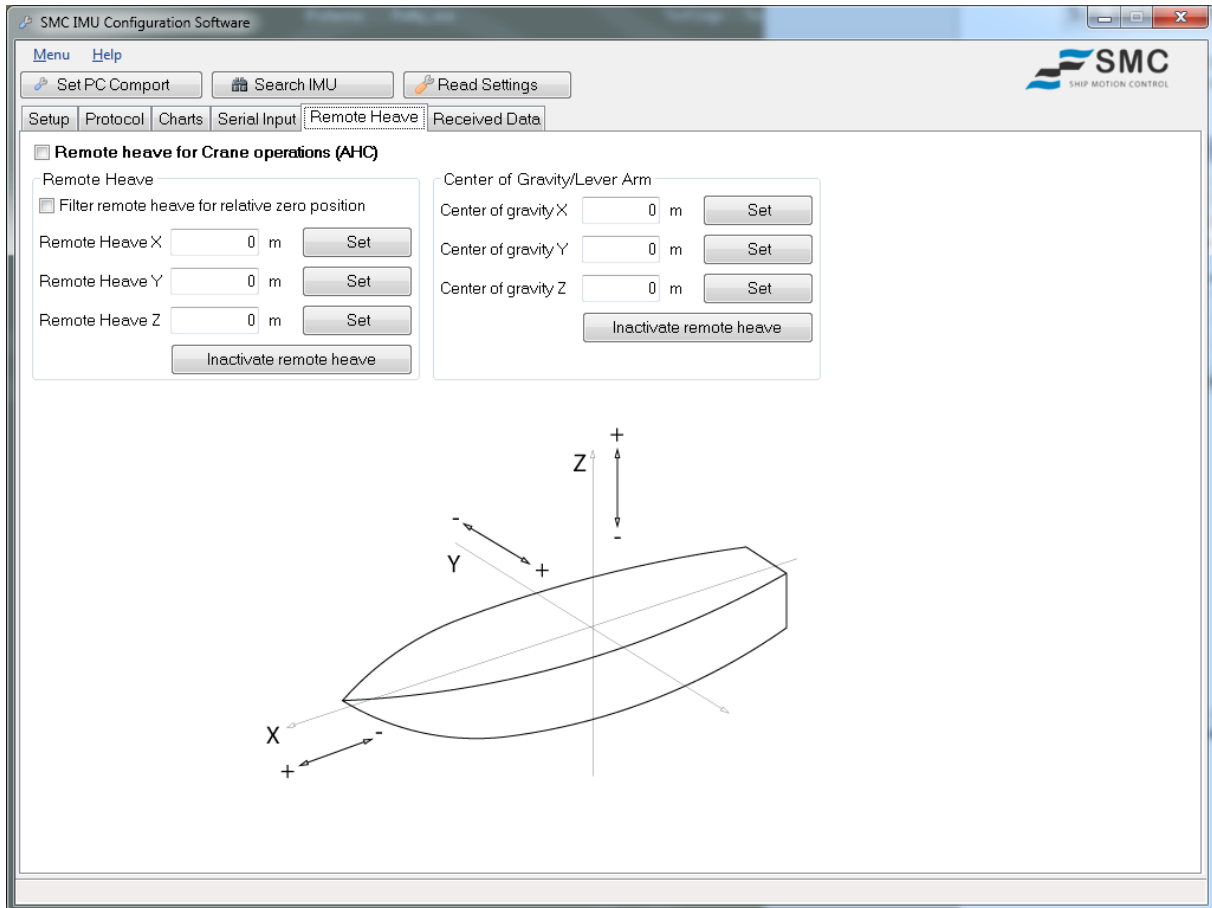 SMC IMU Configuration Software
Menu Help
Set PC Comport Search IMU Read Settings
SMC
SHIP MOTION CONTROL
Setup Protocol Charts Serial Input Remote Heave Received Data
Remote heave for Crane operations (AHC)
Remote Heave
Filter remote heave for relative zero position
Remote Heave X 0 m Set
Remote Heave Y 0 m Set
Remote Heave Z 0 m Set
Inactivate remote heave
Center of Gravity/Lever Arm
Center of gravity X 0 m Set
Center of gravity Y 0 m Set
Center of gravity Z 0 m Set
Inactivate remote heave
+
Z
-
-
Y
+
X
-
+